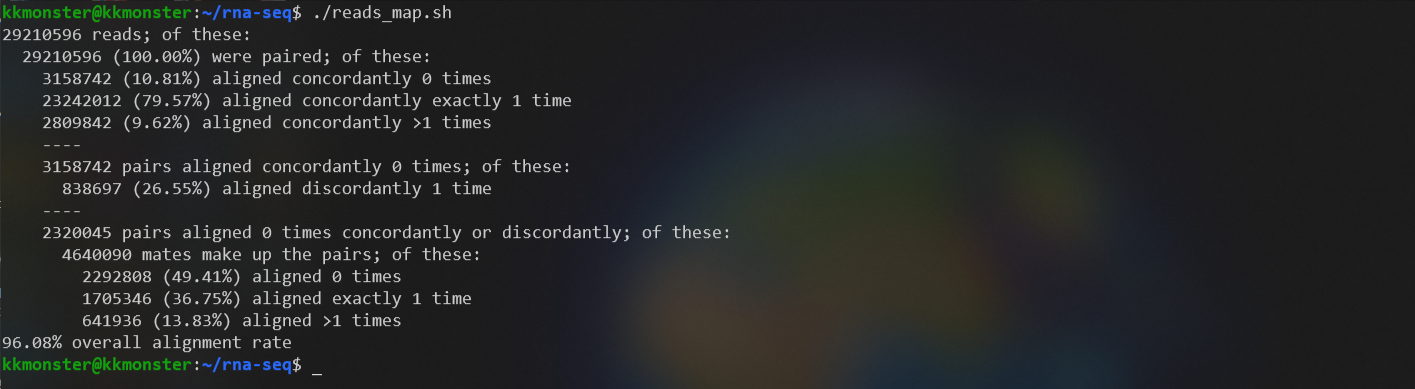 kkmonster@kkmonster:~/rna-seq$ ./reads_map.sh
29210596 reads; of these:
  29210596 (100.00%) were paired; of these:
    3158742 (10.81%) aligned concordantly 0 times
    23242012 (79.57%) aligned concordantly exactly 1 time
    2809842 (9.62%) aligned concordantly >1 times
    ----
    3158742 pairs aligned concordantly 0 times; of these:
      838697 (26.55%) aligned discordantly 1 time
    ----
    2320045 pairs aligned 0 times concordantly or discordantly; of these:
      4640090 mates make up the pairs; of these:
        2292808 (49.41%) aligned 0 times
        1705346 (36.75%) aligned exactly 1 time
        641936 (13.83%) aligned >1 times
96.08% overall alignment rate
kkmonster@kkmonster:~/rna-seq$ _